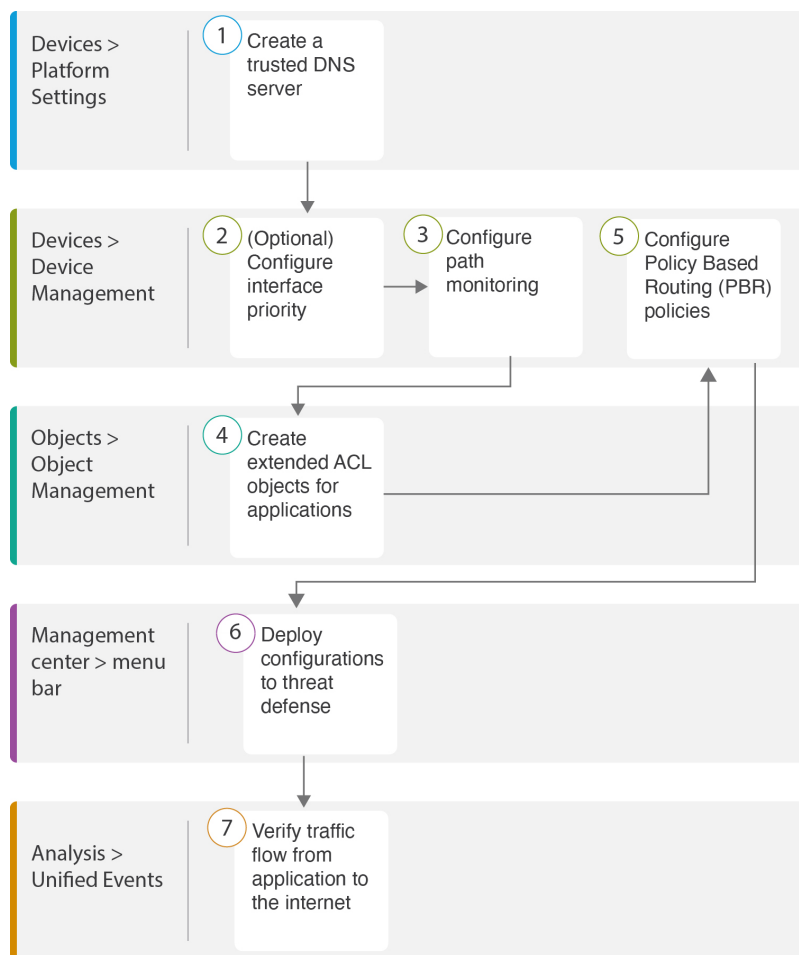 Devices >
Platform
Settings
1
Create a
trusted DNS
server
Devices >
Device
Management
2
(Optional)
Configure
interface
priority
3
Configure
path
monitoring
5
Configure
Policy Based
Routing (PBR)
policies
Objects >
Object
Management
4
Create
extended ACL
objects for
applications
Management
center > menu
bar
6
Deploy
configurations
to threat
defense
Analysis >
Unified Events
7
Verify traffic
flow from
application to
the internet